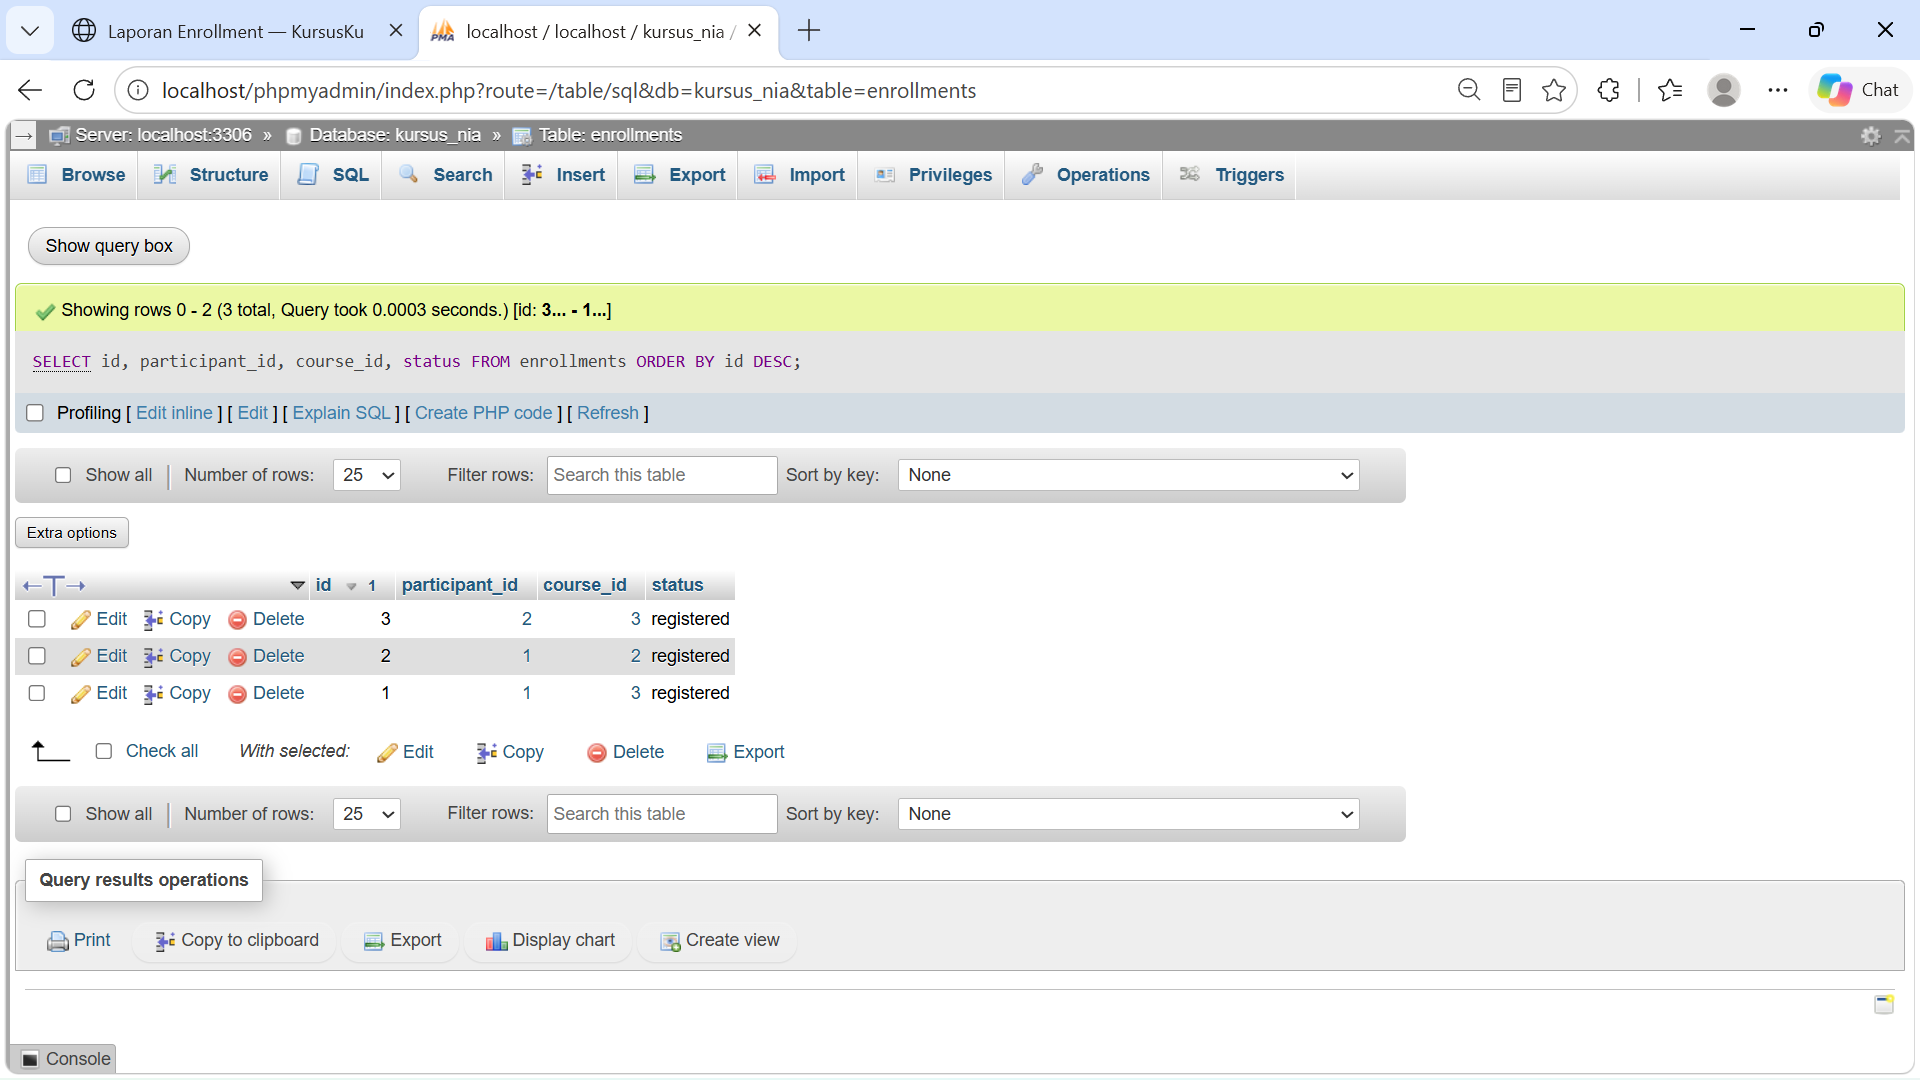 Laporan Enrollment — KursusKu
localhost / localhost / kursus_nia /
localhost/phpmyadmin/index.php?route=/table/sql&db=kursus_nia&table=enrollments
Chat
Server: localhost:3306 » Database: kursus_nia » Table: enrollments
Browse Structure SQL Search Insert Export Import Privileges Operations Triggers
Show query box
Showing rows 0 - 2 (3 total, Query took 0.0003 seconds.) [id: 3... - 1...]
SELECT id, participant_id, course_id, status FROM enrollments ORDER BY id DESC;
Profiling [ Edit inline ] [ Edit ] [ Explain SQL ] [ Create PHP code ] [ Refresh ]
Show all Number of rows: 25 Filter rows: Search this table Sort by key: None
Extra options
id 1 participant_id course_id status
Edit Copy Delete 3 2 3 registered
Edit Copy Delete 2 1 2 registered
Edit Copy Delete 1 1 3 registered
Check all With selected: Edit Copy Delete Export
Show all Number of rows: 25 Filter rows: Search this table Sort by key: None
Query results operations
Print Copy to clipboard Export Display chart Create view
Console